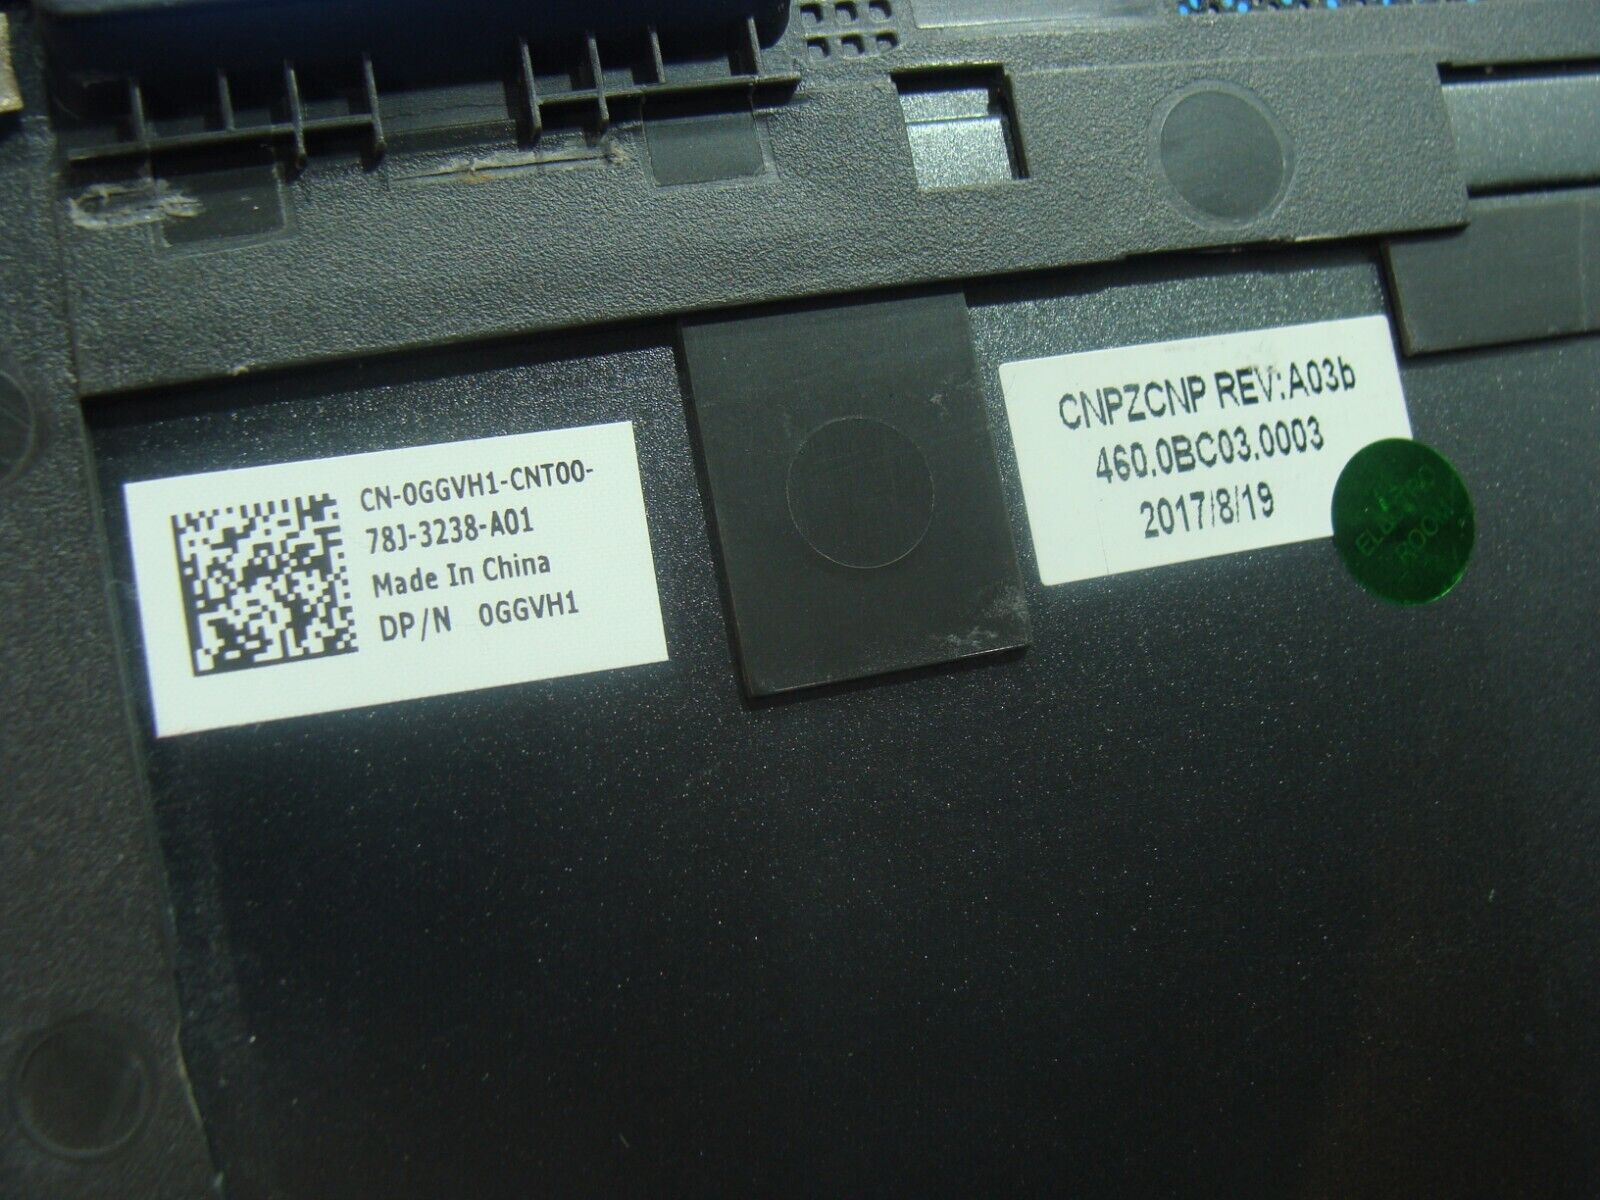 CN-0GGVH1-CNT00-
78J-3238-A01
Made In China
DP/N 0GGVH1
CNPZCNP REV:A03b
460.0BC03.0003
2017/8/19
ROOM